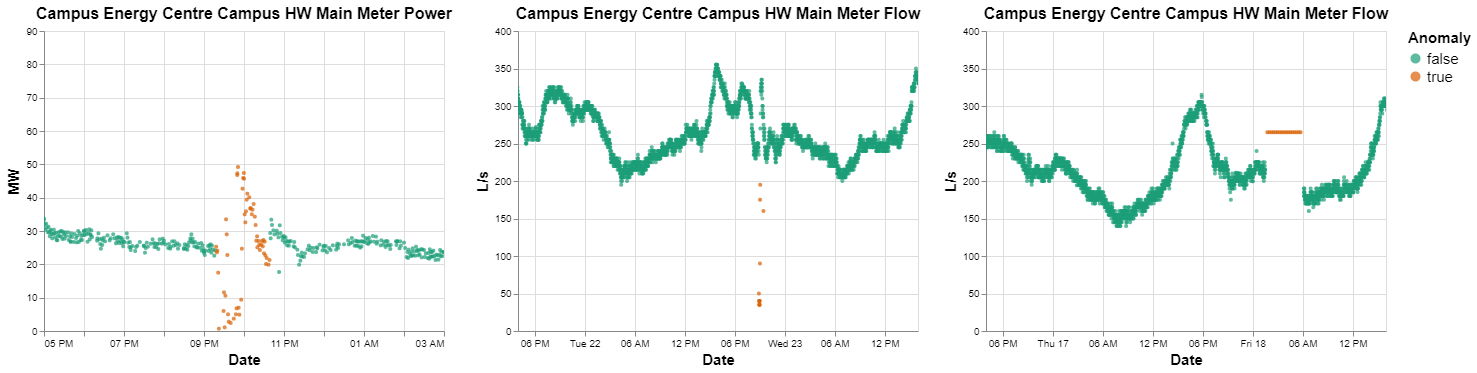 Campus Energy Centre Campus HW Main Meter Power
90
80
70
60
50
40
30
20
10
0
MW
05 PM 07 PM 09 PM 11 PM 01 AM 03 AM
Date
Campus Energy Centre Campus HW Main Meter Flow
400
350
300
250
200
150
100
50
0
L/s
06 PM Tue 22 06 AM 12 PM 06 PM Wed 23 06 AM 12 PM
Date
Campus Energy Centre Campus HW Main Meter Flow
400
350
300
250
200
150
100
50
0
L/s
06 PM Thu 17 06 AM 12 PM 06 PM Fri 18 06 AM 12 PM
Date
Anomaly
false
true